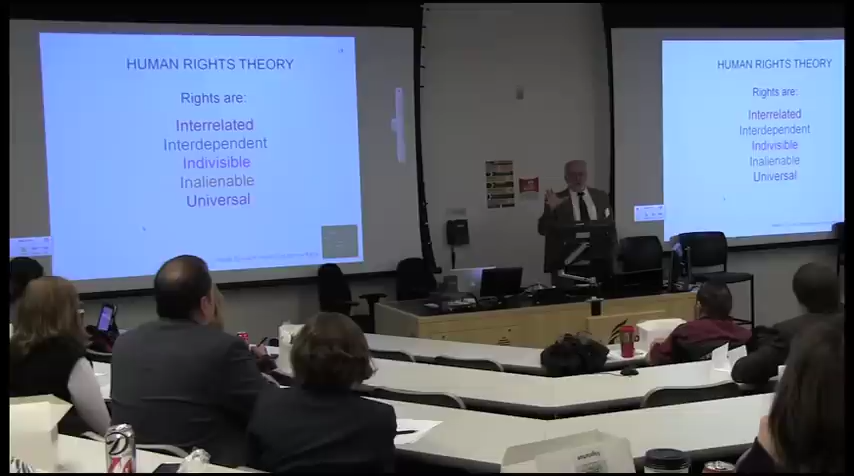 HUMAN RIGHTS THEORY
Rights are:
Interrelated
Interdependent
Indivisible
Inalienable
Universal
HUMAN RIGHTS THEORY
Rights are:
Interrelated
Interdependent
Indivisible
Inalienable
Universal